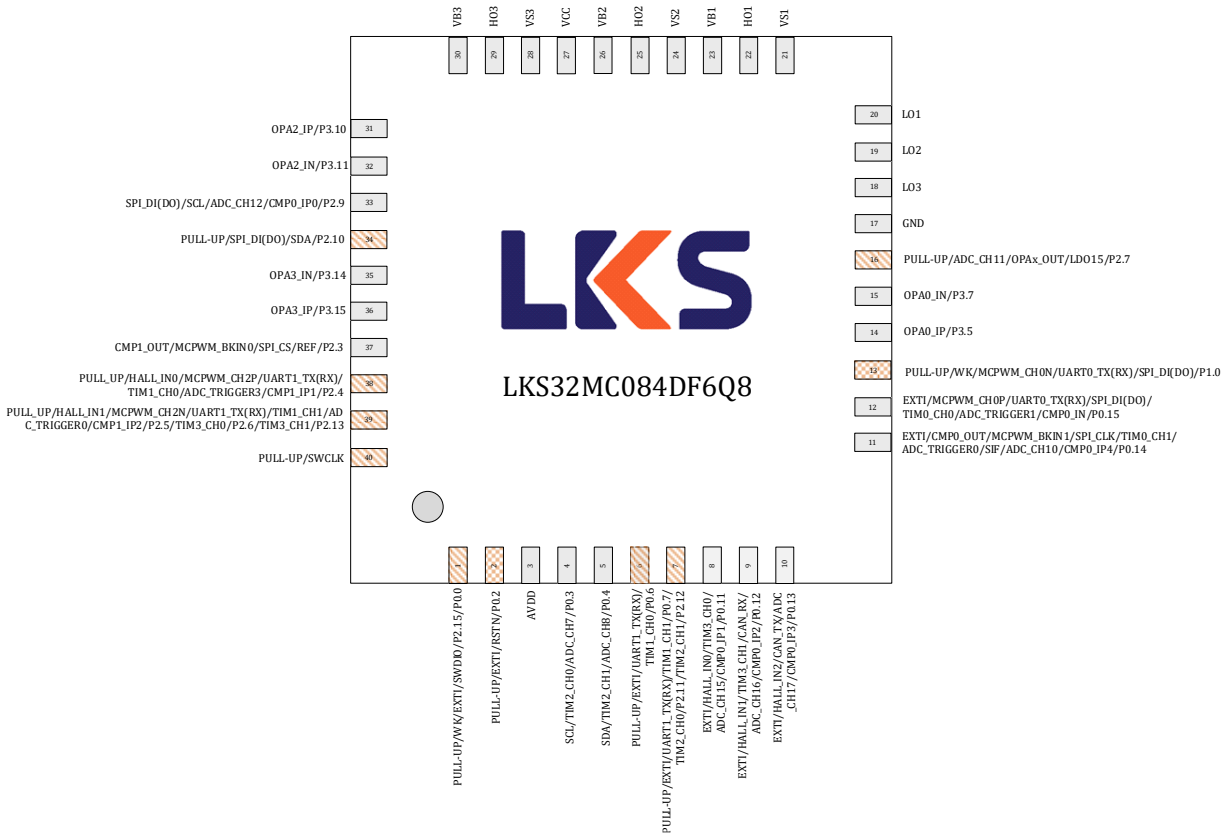 VB3
HO3
VS3
VCC
VB2
HO2
VS2
VB1
HO1
VS1
30
29
28
27
26
25
24
23
22
21
OPA2_IP/P3.10
31
OPA2_IN/P3.11
32
SPI_DI(DO)/SCL/ADC_CH12/CMP0_IP0/P2.9
33
PULL-UP/SPI_DI(DO)/SDA/P2.10
34
OPA3_IN/P3.14
35
OPA3_IP/P3.15
36
CMP1_OUT/MCPWM_BKIN0/SPI_CS/REF/P2.3
37
PULL_UP/HALL_IN0/MCPWM_CH2P/UART1_TX(RX)/
TIM1_CH0/ADC_TRIGGER3/CMP1_IP1/P2.4
38
PULL_UP/HALL_IN1/MCPWM_CH2N/UART1_TX(RX)/TIM1_CH1/AD
C_TRIGGER0/CMP1_IP2/P2.5/TIM3_CH0/P2.6/TIM3_CH1/P2.13
39
PULL-UP/SWCLK
40
LKS
LKS32MC084DF6Q8
20
LO1
19
LO2
18
LO3
17
GND
16
PULL-UP/ADC_CH11/OPAx_OUT/LDO15/P2.7
15
OPA0_IN/P3.7
14
OPA0_IP/P3.5
13
PULL-UP/WK/MCPWM_CH0N/UART0_TX(RX)/SPI_DI(DO)/P1.0
12
EXTI/MCPWM_CH0P/UART0_TX(RX)/SPI_DI(DO)/
TIM0_CH0/ADC_TRIGGER1/CMP0_IN/P0.15
11
EXTI/CMP0_OUT/MCPWM_BKIN1/SPI_CLK/TIM0_CH1/
ADC_TRIGGER0/SIF/ADC_CH10/CMP0_IP4/P0.14
1
2
3
4
5
6
7
8
9
10
PULL-UP/WK/EXTI/SWDIO/P2.15/P0.0
PULL-UP/EXTI/RSTN/P0.2
AVDD
SCL/TIM2_CH0/ADC_CH7/P0.3
SDA/TIM2_CH1/ADC_CH8/P0.4
PULL-UP/EXTI/UART1_TX(RX)/
TIM1_CH0/P0.6
PULL-UP/EXTI/UART1_TX(RX)/TIM1_CH1/P0.7/
TIM2_CH0/P2.11/TIM2_CH1/P2.12
EXTI/HALL_IN0/TIM3_CH0/
ADC_CH15/CMP0_IP1/P0.11
EXTI/HALL_IN1/TIM3_CH1/CAN_RX/
ADC_CH16/CMP0_IP2/P0.12
EXTI/HALL_IN2/CAN_TX/ADC
_CH17/CMP0_IP3/P0.13